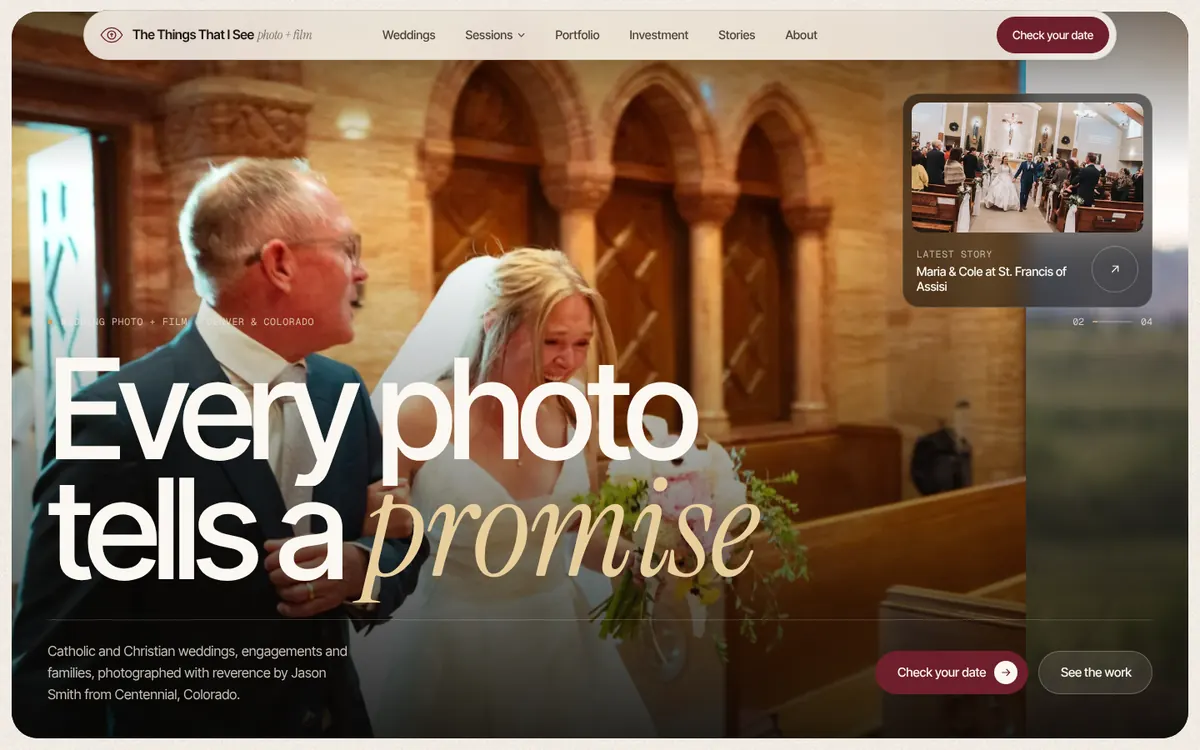 The Things That I See photo + film
Weddings
Sessions
Portfolio
Investment
Stories
About
Check your date
LATEST STORY
Maria & Cole at St. Francis of
Assisi
02
04
PHOTO + FILM
& COLORADO
Every photo
tells a promise
Catholic and Christian weddings, engagements and
families, photographed with reverence by Jason
Smith from Centennial, Colorado.
Check your date
See the work